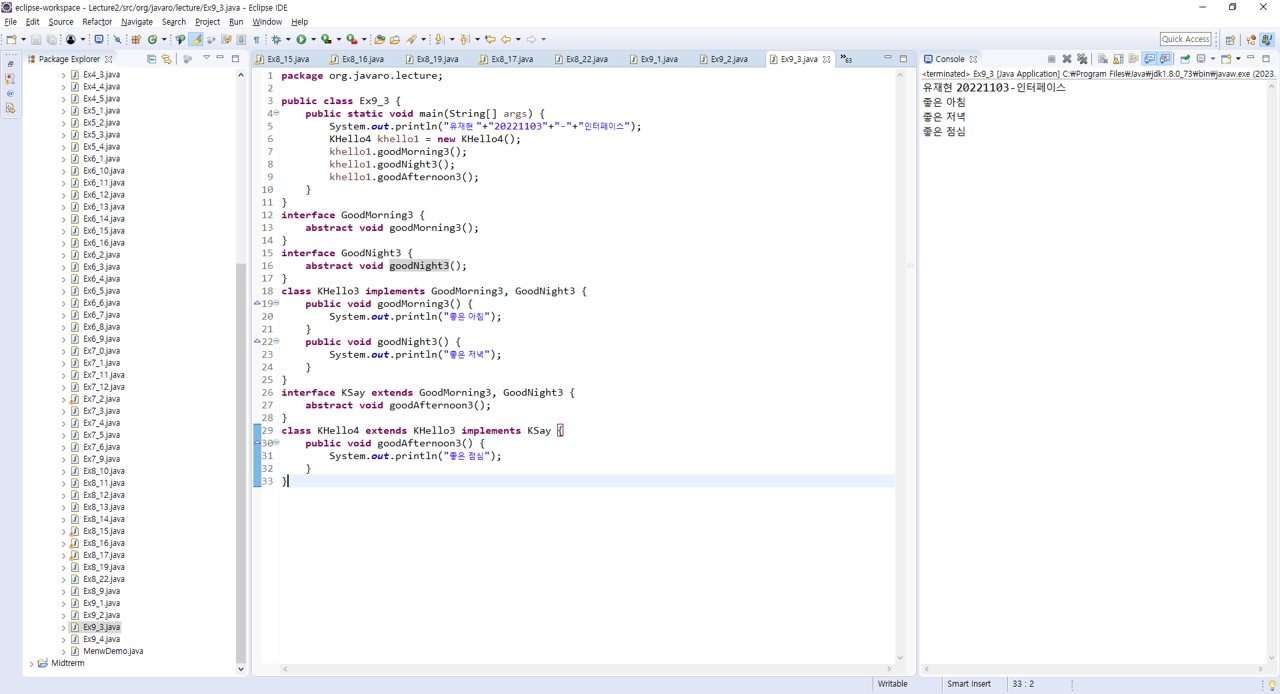 eclipse-workspace - Lecture2/src/org/javaro/lecture/Ex9_3.java - Eclipse IDE
File Edit Source Refactor Navigate Search Project Run Window Help
Quick Access
Package Explorer
Ex4_3.java
Ex4_4.java
Ex4_5.java
Ex5_1.java
Ex5_2.java
Ex5_3.java
Ex5_4.java
Ex6_1.java
Ex6_10.java
Ex6_11.java
Ex6_12.java
Ex6_13.java
Ex6_14.java
Ex6_15.java
Ex6_16.java
Ex6_2.java
Ex6_3.java
Ex6_4.java
Ex6_5.java
Ex6_6.java
Ex6_7.java
Ex6_8.java
Ex6_9.java
Ex7_0.java
Ex7_1.java
Ex7_11.java
Ex7_12.java
Ex7_2.java
Ex7_3.java
Ex7_4.java
Ex7_5.java
Ex7_6.java
Ex7_9.java
Ex8_10.java
Ex8_11.java
Ex8_12.java
Ex8_13.java
Ex8_14.java
Ex8_15.java
Ex8_16.java
Ex8_17.java
Ex8_19.java
Ex8_22.java
Ex8_9.java
Ex9_1.java
Ex9_2.java
Ex9_3.java
Ex9_4.java
MenwDemo.java
Midtrerm
Ex8_15.java Ex8_16.java Ex8_19.java Ex8_17.java Ex8_22.java Ex9_1.java Ex9_2.java Ex9_3.java »63
1 package org.javaro.lecture;
2
3 public class Ex9_3 {
4 public static void main(String[] args) {
5 System.out.println("유재현 "+"20221103"+"-"+"인터페이스");
6 KHello4 khello1 = new KHello4();
7 khello1.goodMorning3();
8 khello1.goodNight3();
9 khello1.goodAfternoon3();
10 }
11 }
12 interface GoodMorning3 {
13 abstract void goodMorning3();
14 }
15 interface GoodNight3 {
16 abstract void goodNight3();
17 }
18 class KHello3 implements GoodMorning3, GoodNight3 {
19 public void goodMorning3() {
20 System.out.println("좋은 아침");
21 }
22 public void goodNight3() {
23 System.out.println("좋은 저녁");
24 }
25 }
26 interface KSay extends GoodMorning3, GoodNight3 {
27 abstract void goodAfternoon3();
28 }
29 class KHello4 extends KHello3 implements KSay {
30 public void goodAfternoon3() {
31 System.out.println("좋은 점심");
32 }
33 }
Console
<terminated> Ex9_3 [Java Application] C:₩Program Files₩Java₩jdk1.8.0_73₩bin₩javaw.exe (2023.
유재현 20221103-인터페이스
좋은 아침
좋은 저녁
좋은 점심
Writable Smart Insert 33 : 2